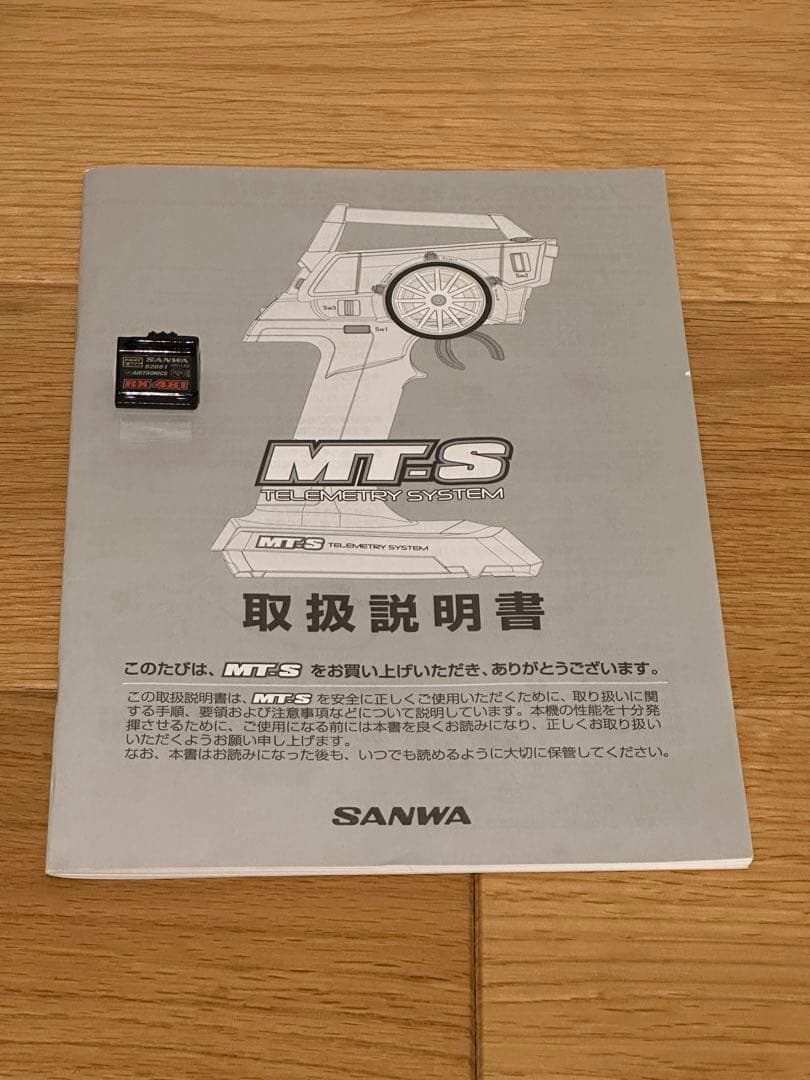 Sw2
Sw3
Sw1
SANWA
92081
AIRTRONICS
RX-481
MT-S
TELEMETRY SYSTEM
MT-S TELEMETRY SYSTEM
取扱説明書
このたびは、MT-S をお買い上げいただき、ありがとうございます。
この取扱説明書は、MT-S を安全に正しくご使用いただくために、取り扱いに関
する手順、要領および注意事項などについて説明しています。本機の性能を十分発
揮させるために、ご使用になる前には本書を良くお読みになり、正しくお取り扱い
いただくようお願い申し上げます。
なお、本書はお読みになった後も、いつでも読めるように大切に保管してください。
SANWA